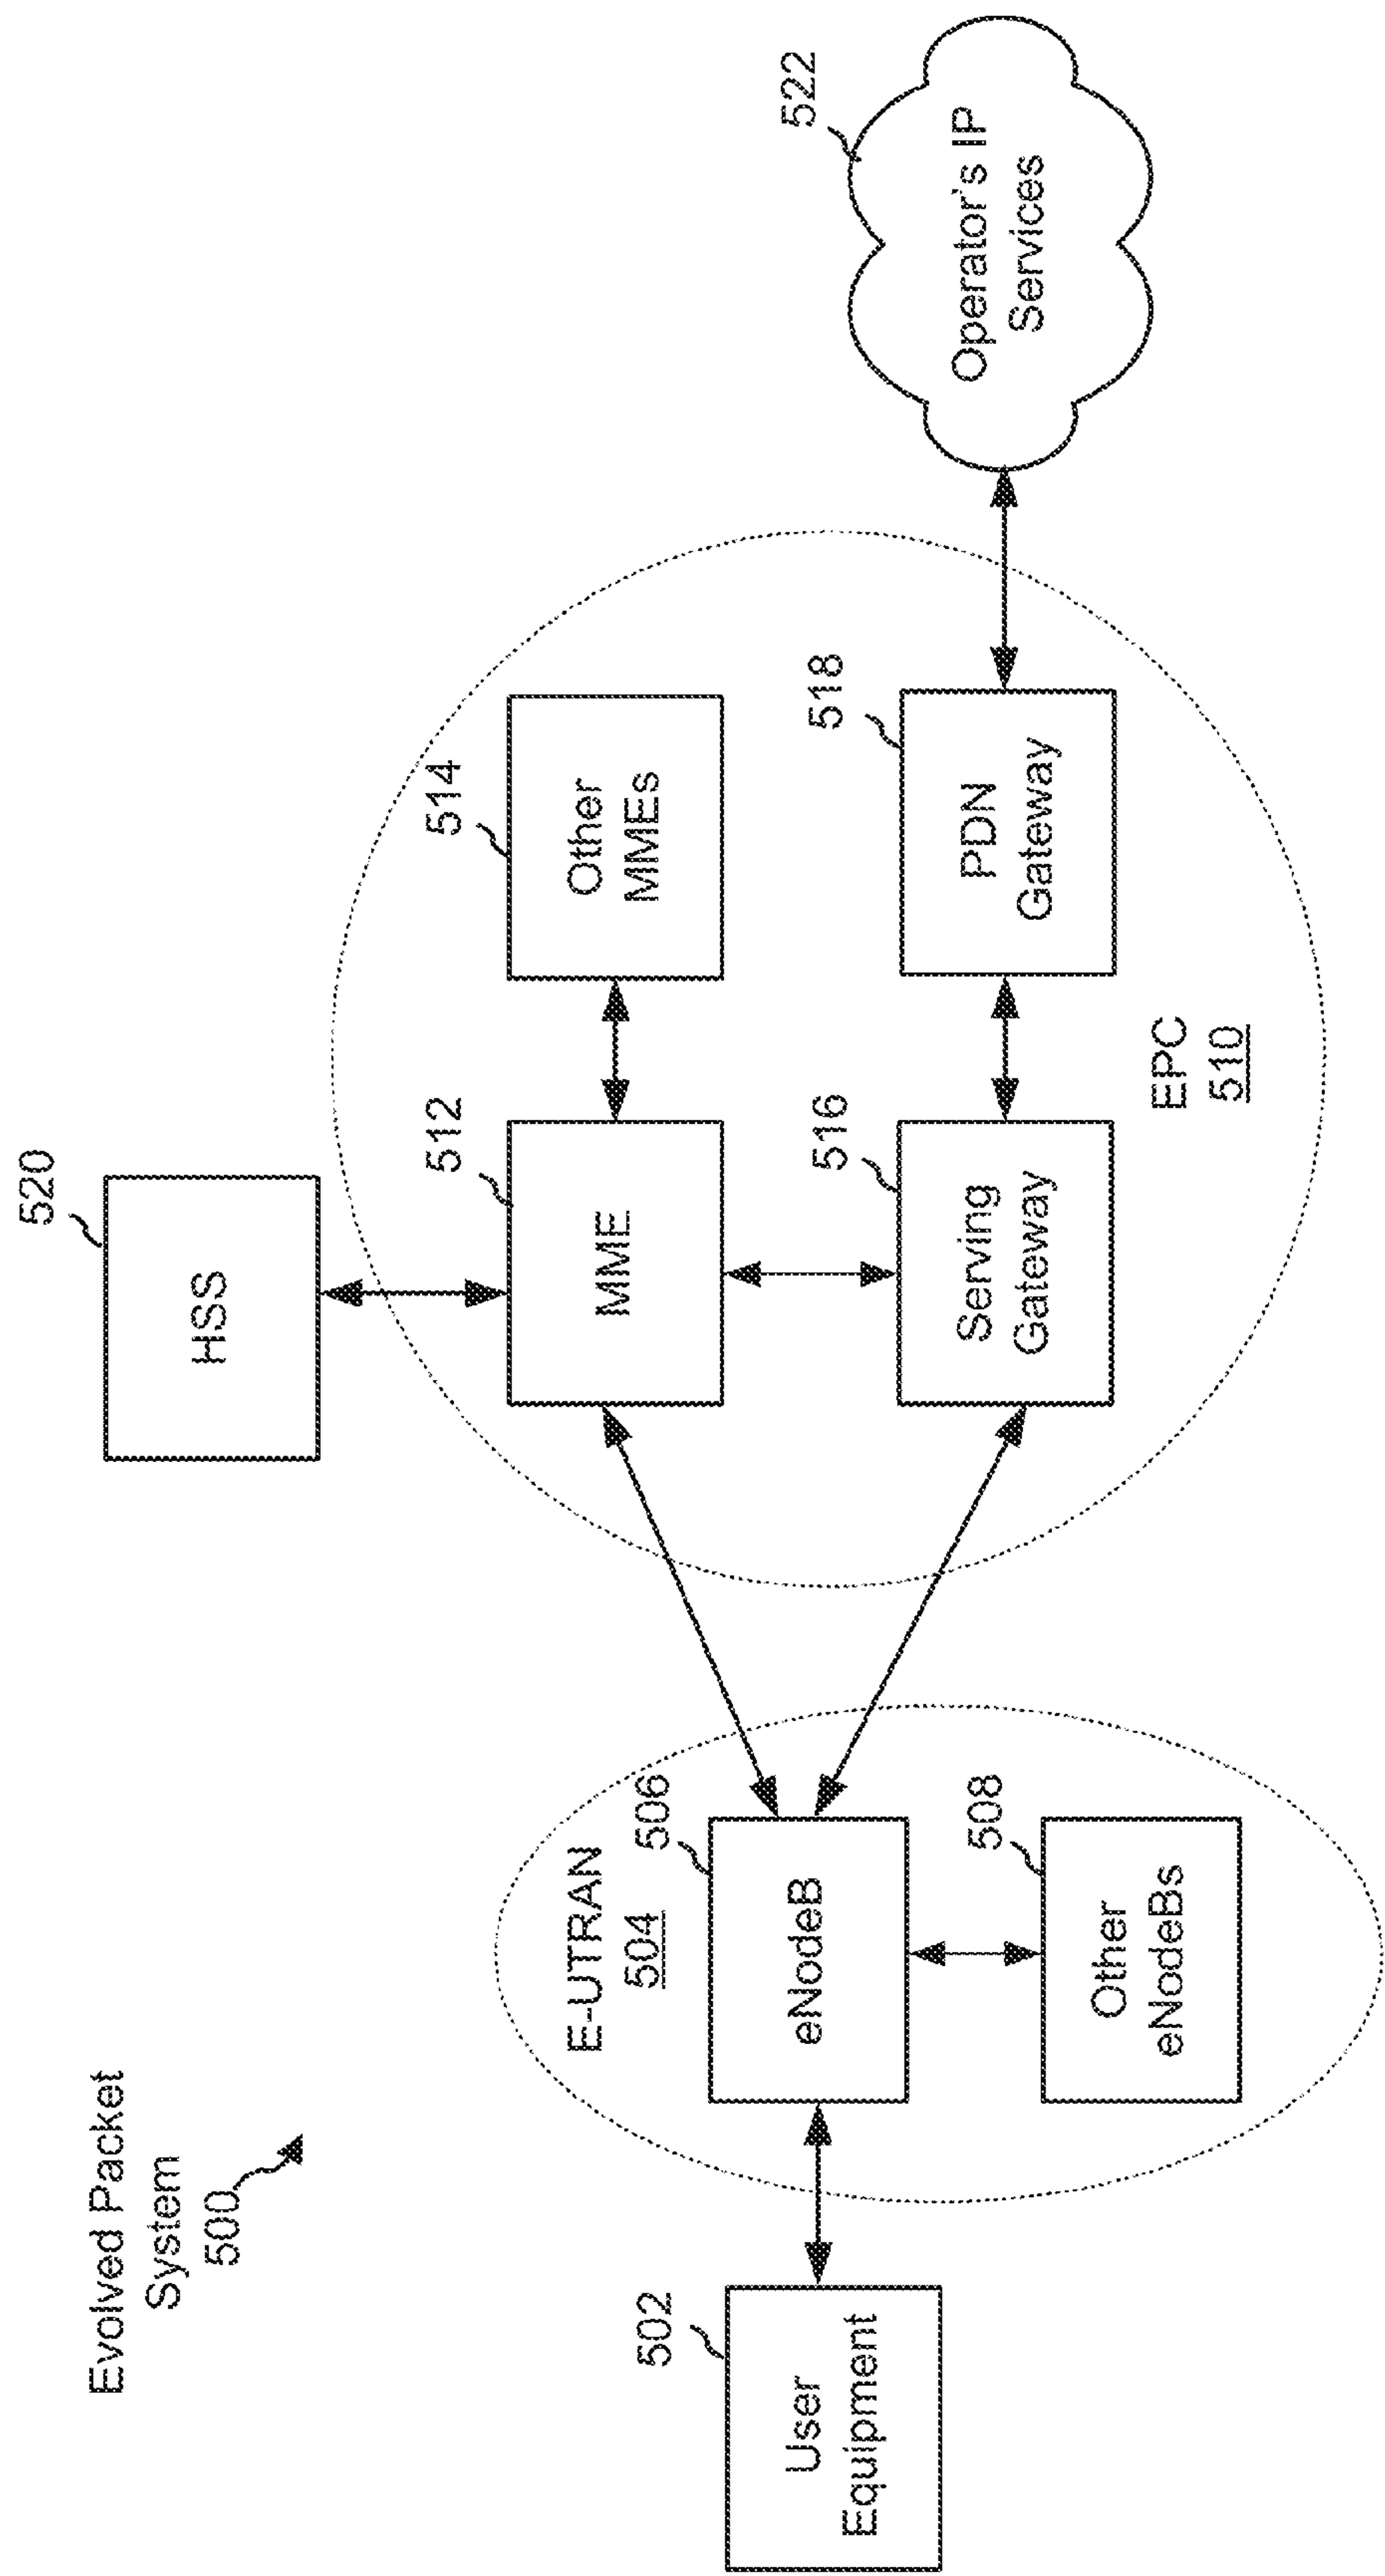 Evolved Packet
System
500
520
HSS
502
User
Equipment
E-UTRAN
504
506
eNodeB
508
Other
eNodeBs
512
MME
514
Other
MMEs
516
Serving
Gateway
518
PDN
Gateway
EPC
510
522
Operator's IP
Services